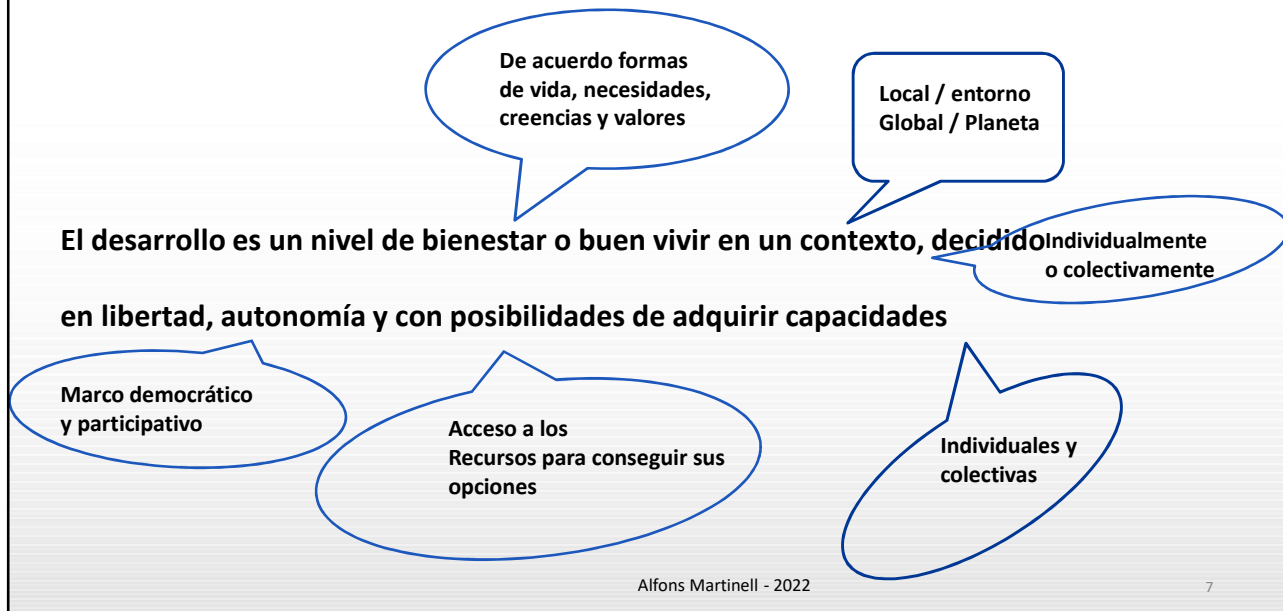 De acuerdo formas
de vida, necesidades,
creencias y valores
Local / entorno
Global / Planeta
El desarrollo es un nivel de bienestar o buen vivir en un contexto, decidido
Individualmente
o colectivamente
en libertad, autonomía y con posibilidades de adquirir capacidades
Marco democrático
y participativo
Acceso a los
Recursos para conseguir sus
opciones
Individuales y
colectivas
Alfons Martinell - 2022
7